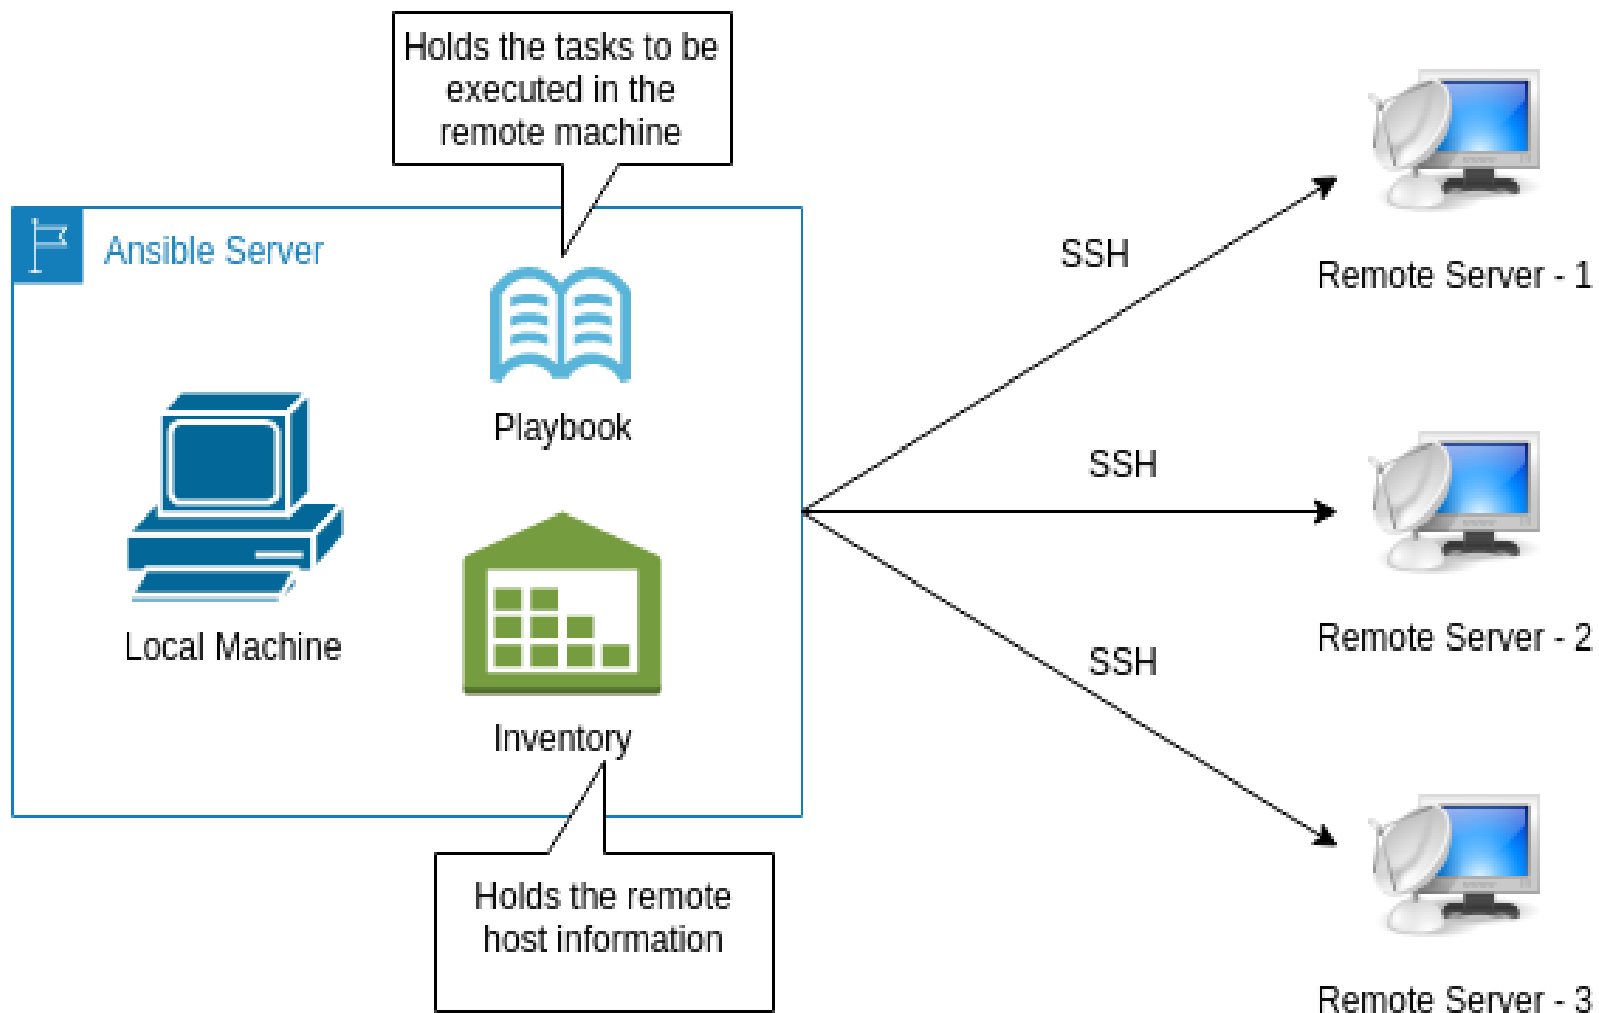 Holds the tasks to be
executed in the
remote machine
Ansible Server
Playbook
Local Machine
Inventory
Holds the remote
host information
SSH
SSH
SSH
Remote Server - 1
Remote Server - 2
Remote Server - 3